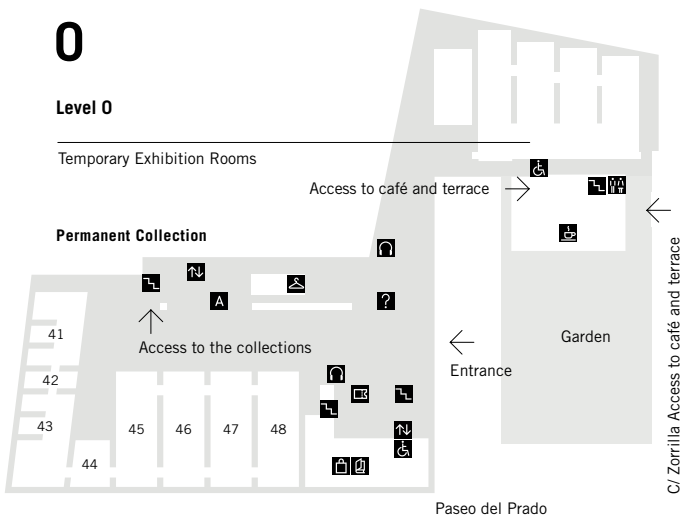 0
Level 0
Temporary Exhibition Rooms
Access to café and terrace
Permanent Collection
A
?
41
Access to the collections
Garden
Entrance
42
43
45
46
47
48
44
Paseo del Prado
C/ Zorrilla Access to café and terrace